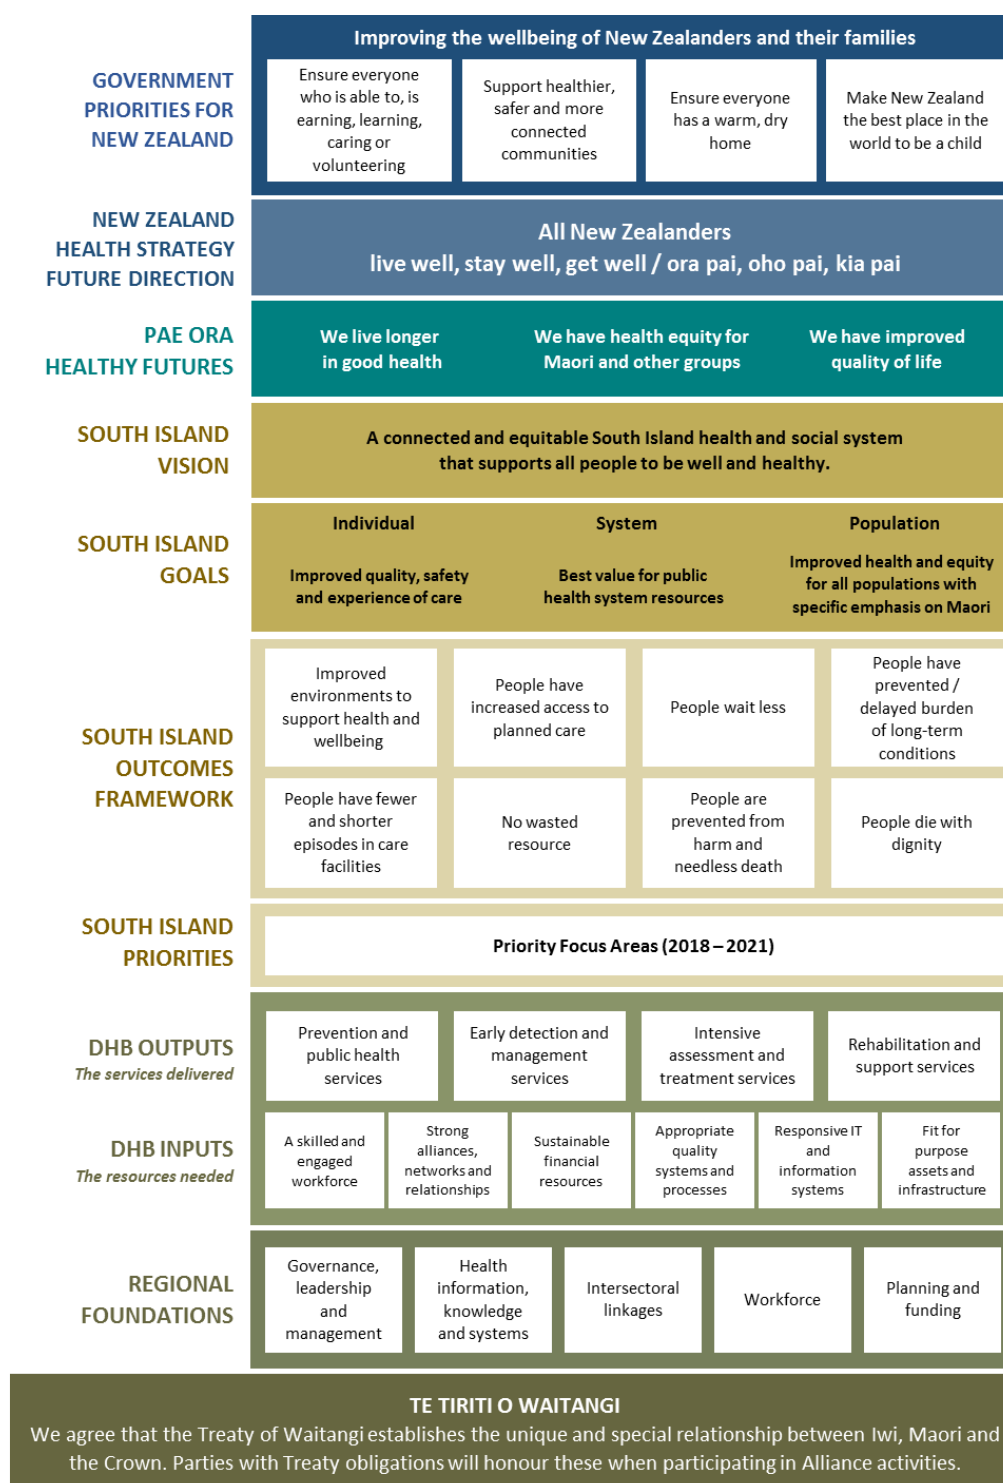 Improving the wellbeing of New Zealanders and their families
GOVERNMENT
PRIORITIES FOR
NEW ZEALAND
Ensure everyone
who is able to, is
earning, learning,
caring or
volunteering
Support healthier,
safer and more
connected
communities
Ensure everyone
has a warm, dry
home
Make New Zealand
the best place in the
world to be a child
NEW ZEALAND
HEALTH STRATEGY
FUTURE DIRECTION
All New Zealanders
live well, stay well, get well / ora pai, oho pai, kia pai
PAE ORA
HEALTHY FUTURES
We live longer
in good health
We have health equity for
Maori and other groups
We have improved
quality of life
SOUTH ISLAND
VISION
A connected and equitable South Island health and social system
that supports all people to be well and healthy.
SOUTH ISLAND
GOALS
Individual
Improved quality, safety
and experience of care
System
Best value for public
health system resources
Population
Improved health and equity
for all populations with
specific emphasis on Maori
SOUTH ISLAND
OUTCOMES
FRAMEWORK
Improved
environments to
support health and
wellbeing
People have
increased access to
planned care
People wait less
People have
prevented /
delayed burden
of long-term
conditions
People have fewer
and shorter
episodes in care
facilities
No wasted
resource
People are
prevented from
harm and
needless death
People die with
dignity
SOUTH ISLAND
PRIORITIES
Priority Focus Areas (2018 – 2021)
DHB OUTPUTS
The services delivered
Prevention and
public health
services
Early detection and
management
services
Intensive
assessment and
treatment services
Rehabilitation and
support services
DHB INPUTS
The resources needed
A skilled and
engaged
workforce
Strong
alliances,
networks and
relationships
Sustainable
financial
resources
Appropriate
quality
systems and
processes
Responsive IT
and
information
systems
Fit for
purpose
assets and
infrastructure
REGIONAL
FOUNDATIONS
Governance,
leadership
and
management
Health
information,
knowledge
and systems
Intersectoral
linkages
Workforce
Planning and
funding
TE TIRITI O WAITANGI
We agree that the Treaty of Waitangi establishes the unique and special relationship between Iwi, Maori and
the Crown. Parties with Treaty obligations will honour these when participating in Alliance activities.